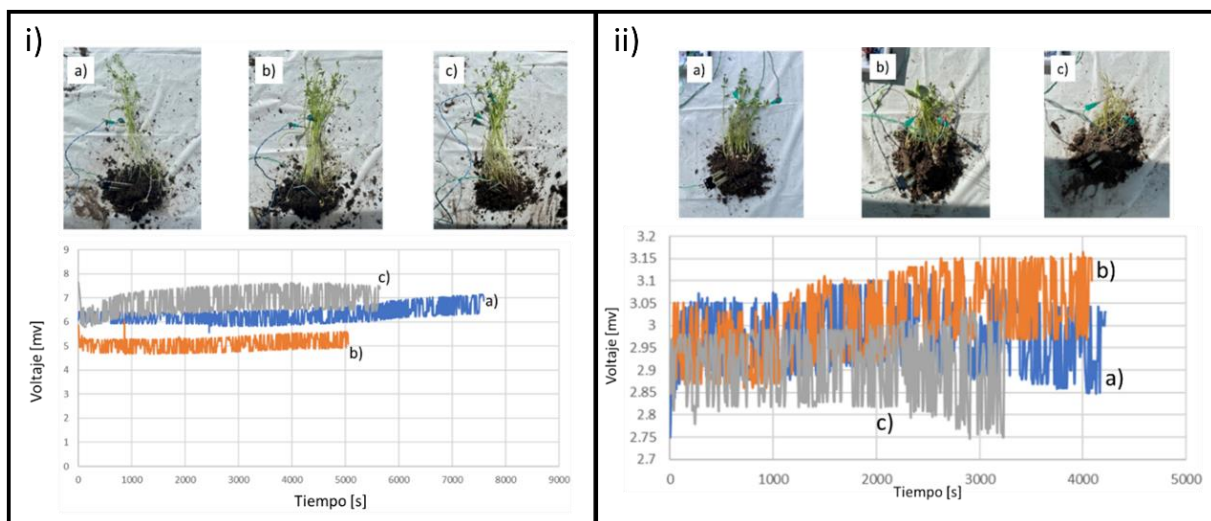 i)
a)
b)
c)
9
8
7
6
5
4
3
2
1
0
Voltaje [mv]
c)
a)
b)
0 1000 2000 3000 4000 5000 6000 7000 8000 9000
Tiempo [s]
ii)
a)
b)
c)
3.2
3.15
3.1
3.05
3
2.95
2.9
2.85
2.8
2.75
2.7
Voltaje [mv]
b)
a)
c)
0 1000 2000 3000 4000 5000
Tiempo [s]